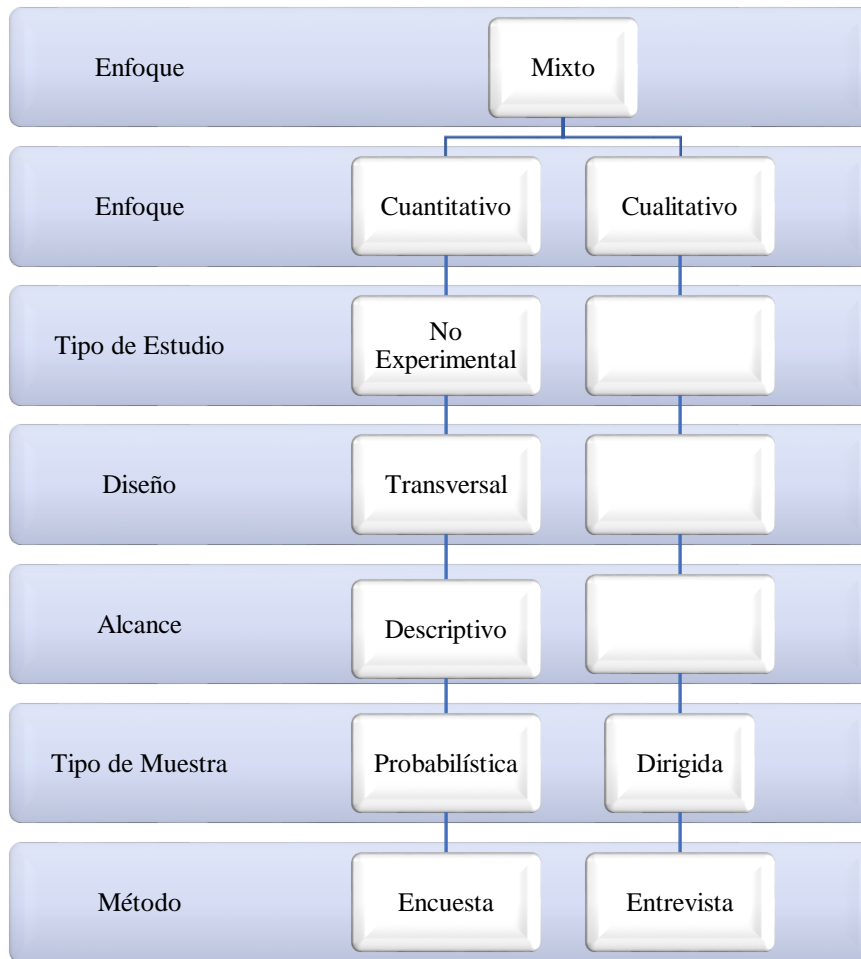 Enfoque
Mixto
Enfoque
Cuantitativo
Cualitativo
Tipo de Estudio
No
Experimental
Diseño
Transversal
Alcance
Descriptivo
Tipo de Muestra
Probabilística
Dirigida
Método
Encuesta
Entrevista